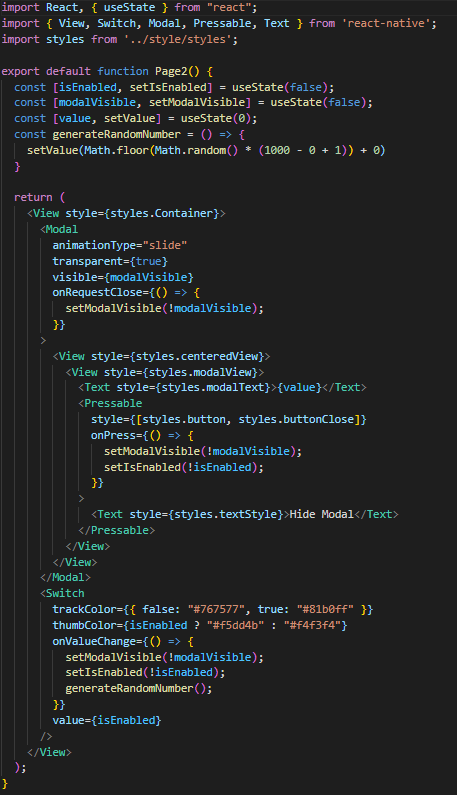 import React, { useState } from "react";
import { View, Switch, Modal, Pressable, Text } from 'react-native';
import styles from '../style/styles';

export default function Page2() {
  const [isEnabled, setIsEnabled] = useState(false);
  const [modalVisible, setModalVisible] = useState(false);
  const [value, setValue] = useState(0);
  const generateRandomNumber = () => {
    setValue(Math.floor(Math.random() * (1000 - 0 + 1)) + 0)
  }

  return (
    <View style={styles.Container}>
      <Modal
        animationType="slide"
        transparent={true}
        visible={modalVisible}
        onRequestClose={() => {
          setModalVisible(!modalVisible);
        }}
      >
        <View style={styles.centeredView}>
          <View style={styles.modalView}>
            <Text style={styles.modalText}>{value}</Text>
            <Pressable
              style={[styles.button, styles.buttonClose]}
              onPress={() => {
                setModalVisible(!modalVisible);
                setIsEnabled(!isEnabled);
              }}
            >
              <Text style={styles.textStyle}>Hide Modal</Text>
            </Pressable>
          </View>
        </View>
      </Modal>
      <Switch
        trackColor={{ false: "#767577", true: "#81b0ff" }}
        thumbColor={isEnabled ? "#f5dd4b" : "#f4f3f4"}
        onValueChange={() => {
          setModalVisible(!modalVisible);
          setIsEnabled(!isEnabled);
          generateRandomNumber();
        }}
        value={isEnabled}
      />
    </View>
  );
}